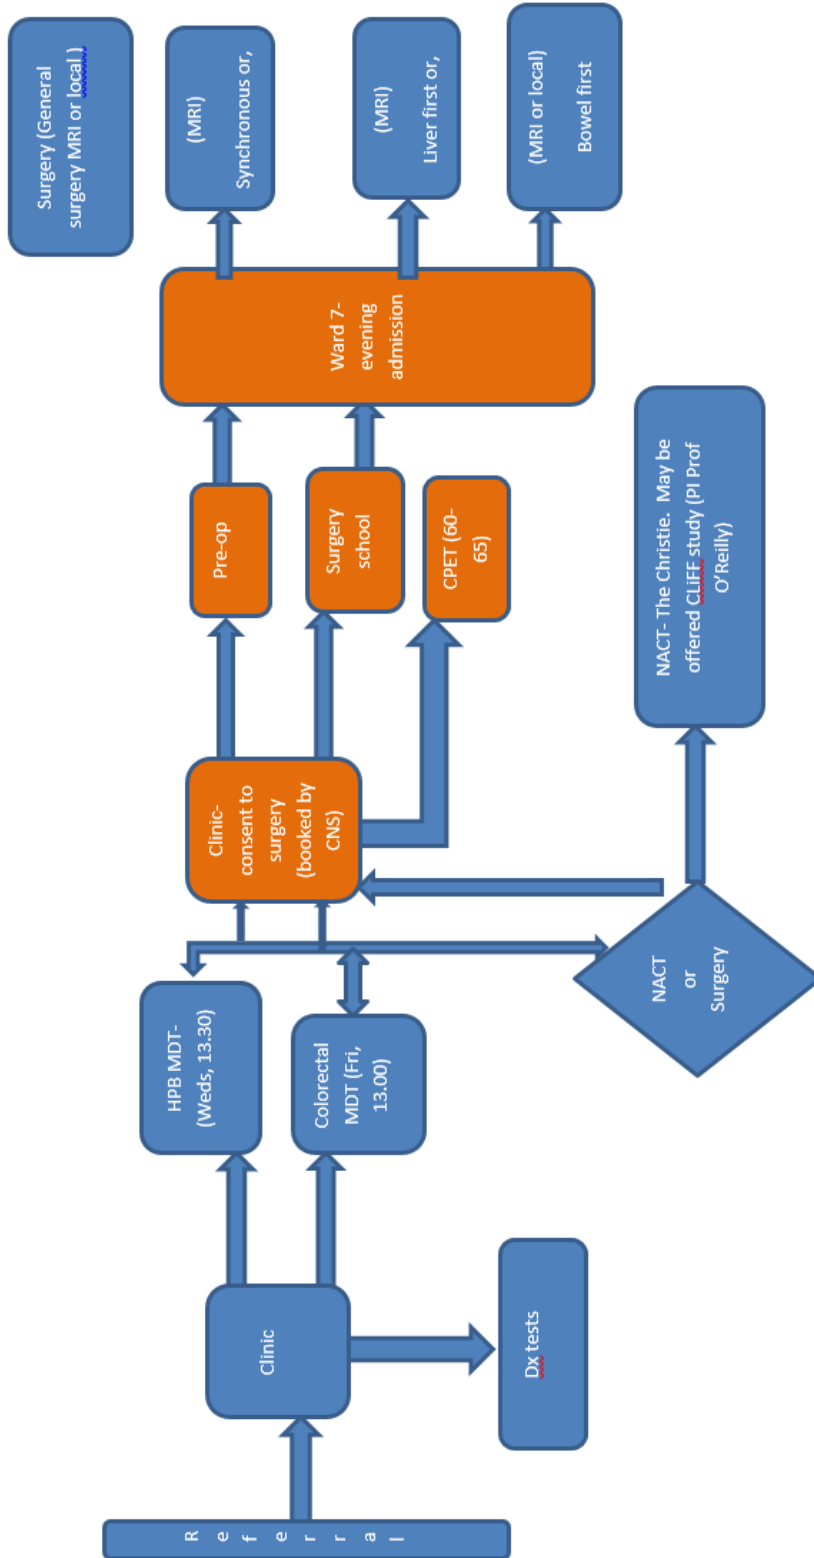 R
e
f
e
r
r
a
l
Clinic
Dx tests
HPB MDT-
(Weds, 13.30)
Colorectal
MDT (Fri,
13.00)
NACT
or
Surgery
NACT- The Christie.  May be
offered CLiFF study (PI Prof
O'Reilly)
Clinic-
consent to
surgery
(booked by
CNS)
Pre-op
Surgery
school
CPET (60-
65)
Ward 7-
evening
admission
Surgery (General
surgery MRI or local )
(MRI)
Synchronous or,
(MRI)
Liver first or,
(MRI or local)
Bowel first